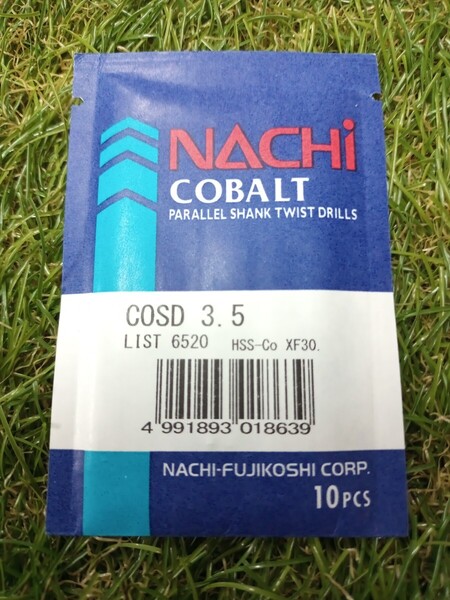 NACHi
COBALT
PARALLEL SHANK TWIST DRILLS
COSD 3.5
LIST 6520 HSS-Co XF30.
4 991893 018639
NACHI-FUJIKOSHI CORP.
10PCS